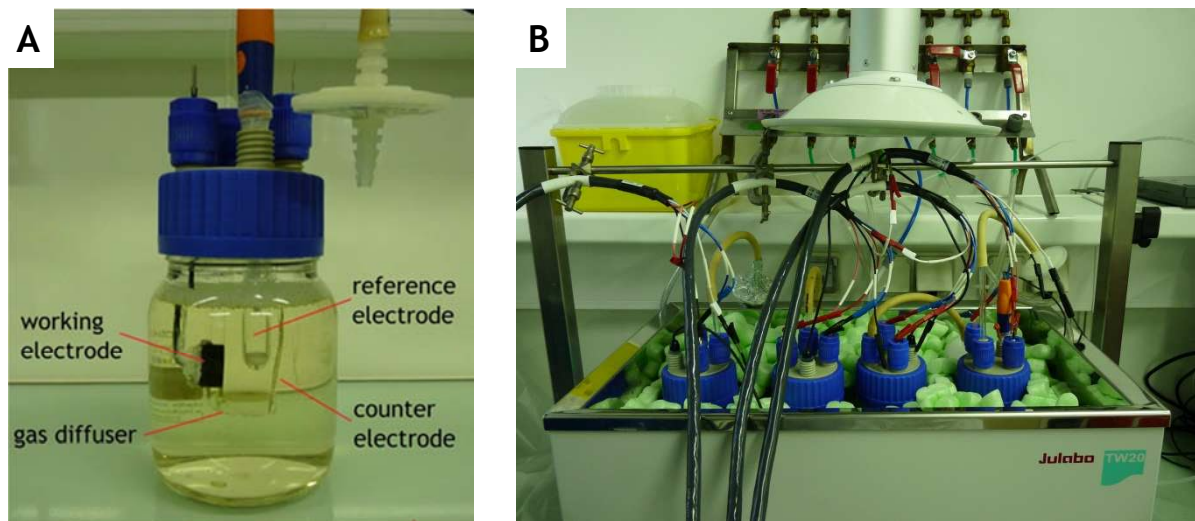 A
reference
electrode
working
electrode
gas diffuser
counter
electrode
B
Julabo
TW20